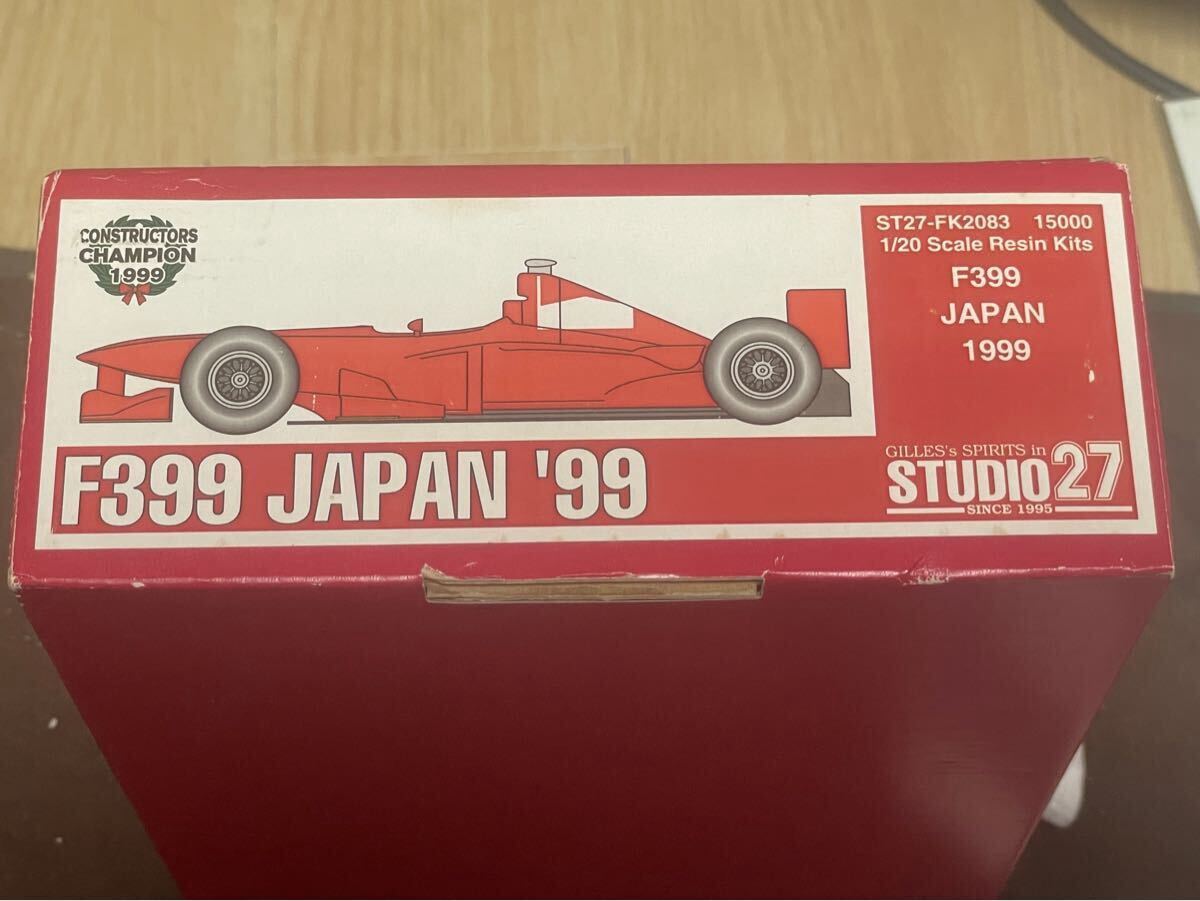 CONSTRUCTORS
CHAMPION
1999
ST27-FK2083 15000
1/20 Scale Resin Kits
F399
JAPAN
1999
F399 JAPAN '99
GILLES's SPIRITS in
STUDIO27
SINCE 1995